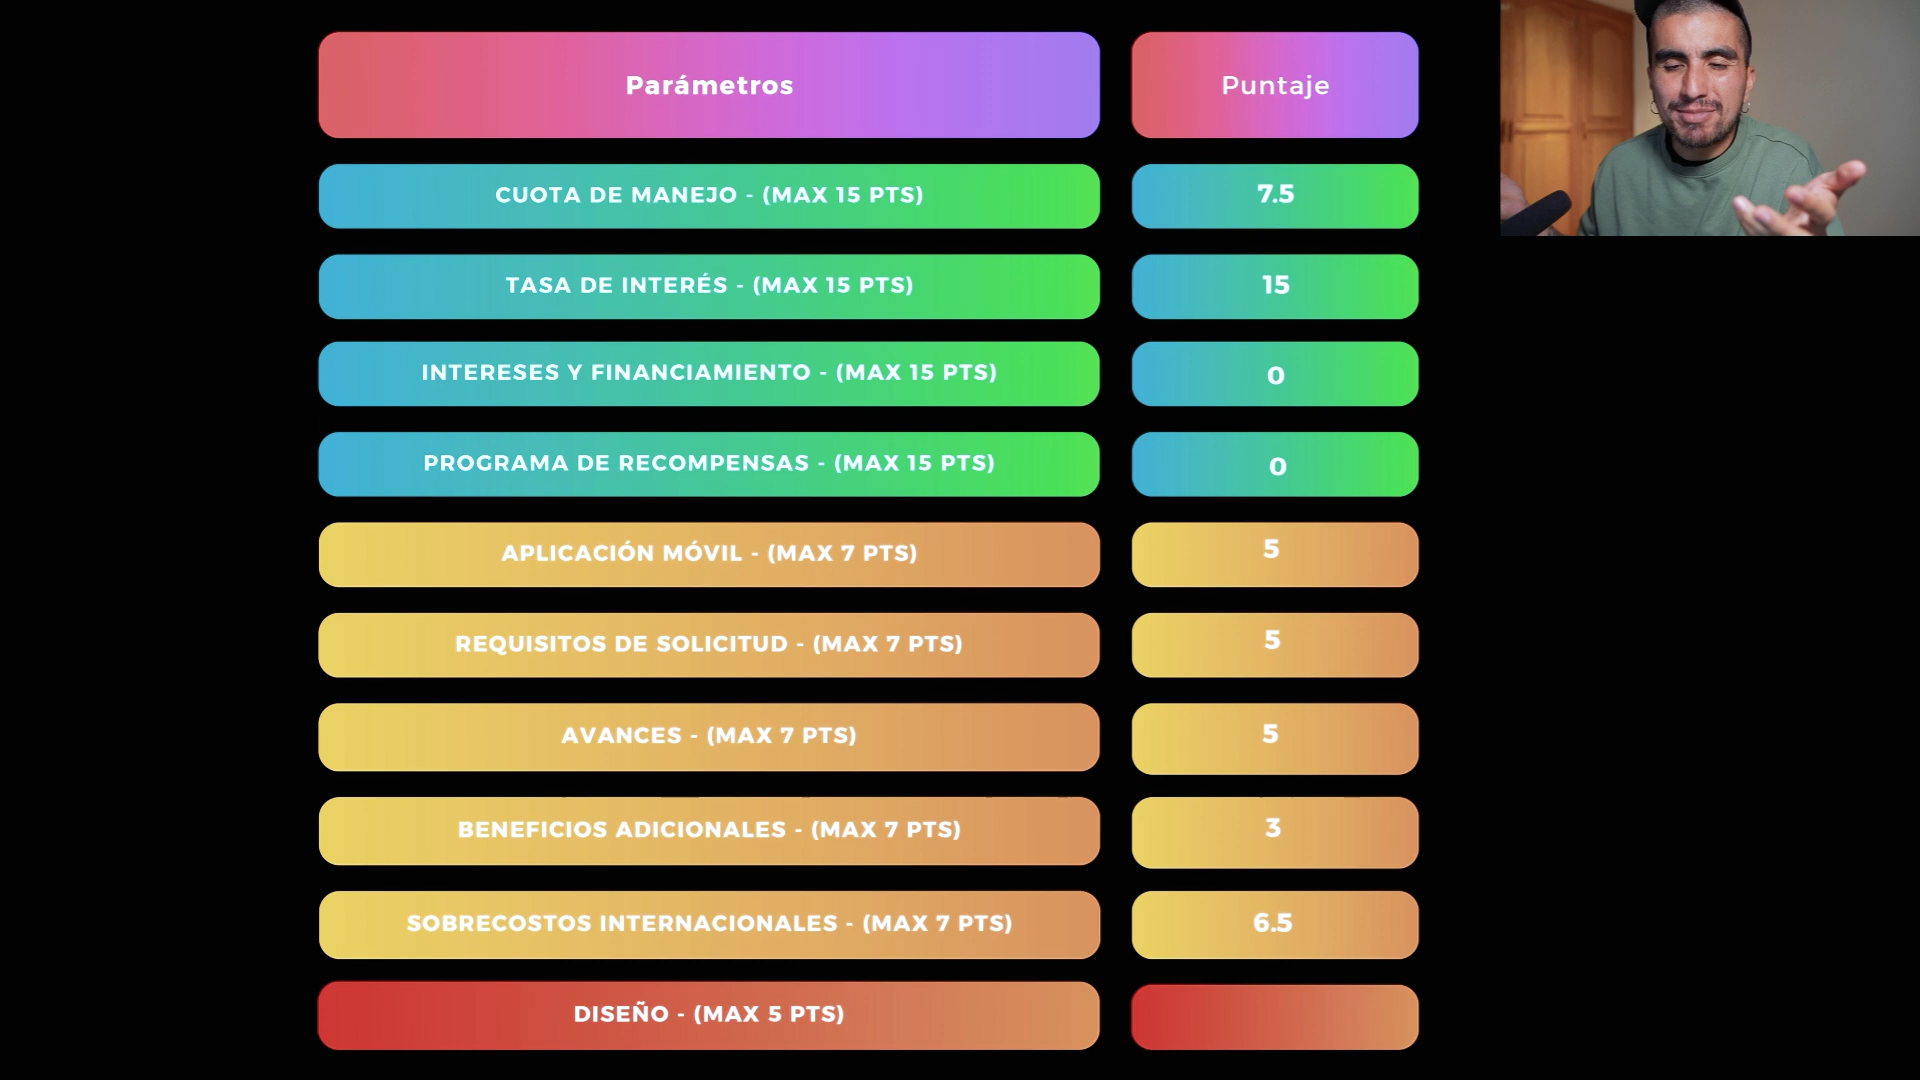 Parámetros Puntaje
CUOTA DE MANEJO - (MAX 15 PTS) 7.5
TASA DE INTERÉS - (MAX 15 PTS) 15
INTERESES Y FINANCIAMIENTO - (MAX 15 PTS) 0
PROGRAMA DE RECOMPENSAS - (MAX 15 PTS) 0
APLICACIÓN MÓVIL - (MAX 7 PTS) 5
REQUISITOS DE SOLICITUD - (MAX 7 PTS) 5
AVANCES - (MAX 7 PTS) 5
BENEFICIOS ADICIONALES - (MAX 7 PTS) 3
SOBRECOSTOS INTERNACIONALES - (MAX 7 PTS) 6.5
DISEÑO - (MAX 5 PTS)